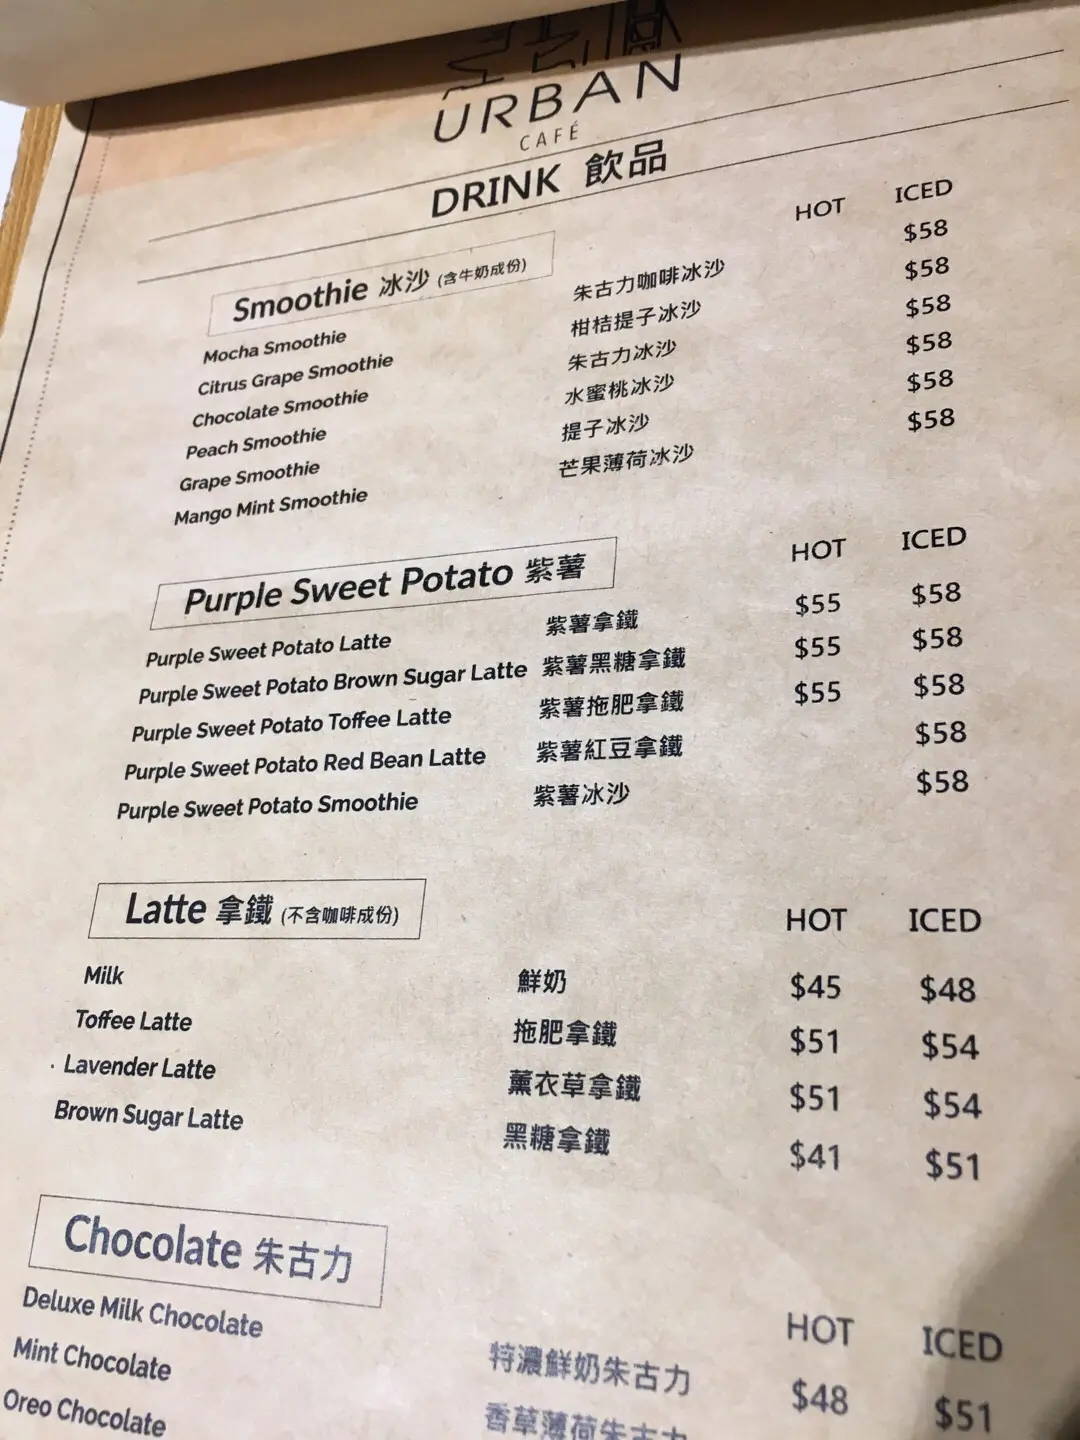 URBAN
CAFÉ
DRINK 飲品
HOT ICED
Smoothie 冰沙 (含牛奶成份)
Mocha Smoothie 朱古力咖啡冰沙 $58
Citrus Grape Smoothie 柑桔提子冰沙 $58
Chocolate Smoothie 朱古力冰沙 $58
Peach Smoothie 水蜜桃冰沙 $58
Grape Smoothie 提子冰沙 $58
Mango Mint Smoothie 芒果薄荷冰沙 $58
Purple Sweet Potato 紫薯 HOT ICED
Purple Sweet Potato Latte 紫薯拿鐵 $55 $58
Purple Sweet Potato Brown Sugar Latte 紫薯黑糖拿鐵 $55 $58
Purple Sweet Potato Toffee Latte 紫薯拖肥拿鐵 $55 $58
Purple Sweet Potato Red Bean Latte 紫薯紅豆拿鐵 $58
Purple Sweet Potato Smoothie 紫薯冰沙 $58
Latte 拿鐵 (不含咖啡成份) HOT ICED
Milk 鮮奶 $45 $48
Toffee Latte 拖肥拿鐵 $51 $54
Lavender Latte 薰衣草拿鐵 $51 $54
Brown Sugar Latte 黑糖拿鐵 $41 $51
Chocolate 朱古力 HOT ICED
Deluxe Milk Chocolate 特濃鮮奶朱古力 $48 $51
Mint Chocolate 香草薄荷朱古力
Oreo Chocolate